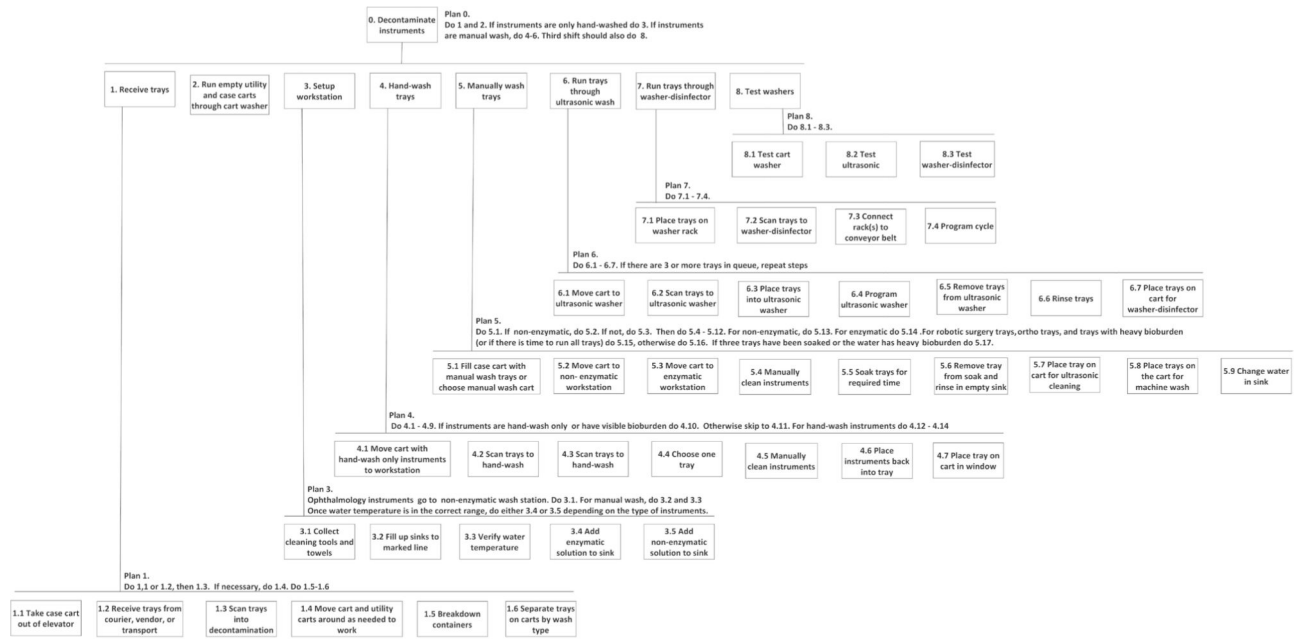 0. Decontaminate
instruments
Plan 0.
Do 1 and 2. If instruments are only hand-washed do 3. If instruments
are manual wash, do 4-6. Third shift should also do 8.
1. Receive trays
2. Run empty utility
and case carts
through cart washer
3. Setup
workstation
4. Hand-wash
trays
5. Manually wash
trays
6. Run trays
through
ultrasonic wash
7. Run trays through
washer-disinfector
8. Test washers
Plan 8.
Do 8.1 - 8.3.
8.1 Test cart
washer
8.2 Test
ultrasonic
8.3 Test
washer-disinfector
Plan 7.
Do 7.1 - 7.4.
7.1 Place trays on
washer rack
7.2 Scan trays to
washer-disinfector
7.3 Connect
rack(s) to
conveyor belt
7.4 Program cycle
Plan 6.
Do 6.1 - 6.7. If there are 3 or more trays in queue, repeat steps
6.1 Move cart to
ultrasonic washer
6.2 Scan trays to
ultrasonic washer
6.3 Place trays
into ultrasonic
washer
6.4 Program
ultrasonic washer
6.5 Remove trays
from ultrasonic
washer
6.6 Rinse trays
6.7 Place trays on
cart for
washer-disinfector
Plan 5.
Do 5.1. If non-enzymatic, do 5.2. If not, do 5.3. Then do 5.4 - 5.12. For non-enzymatic, do 5.13. For enzymatic do 5.14 .For robotic surgery trays,ortho trays, and trays with heavy bioburden
(or if there is time to run all trays) do 5.15, otherwise do 5.16. If three trays have been soaked or the water has heavy bioburden do 5.17.
5.1 Fill case cart with
manual wash trays or
choose manual wash cart
5.2 Move cart to
non- enzymatic
workstation
5.3 Move cart to
enzymatic
workstation
5.4 Manually
clean instruments
5.5 Soak trays for
required time
5.6 Remove tray
from soak and
rinse in empty sink
5.7 Place tray on
cart for ultrasonic
cleaning
5.8 Place trays on
the cart for
machine wash
5.9 Change water
in sink
Plan 4.
Do 4.1 - 4.9. If instruments are hand-wash only or have visible bioburden do 4.10. Otherwise skip to 4.11. For hand-wash instruments do 4.12 - 4.14
4.1 Move cart with
hand-wash only instruments
to workstation
4.2 Scan trays to
hand-wash
4.3 Scan trays to
hand-wash
4.4 Choose one
tray
4.5 Manually
clean instruments
4.6 Place
instruments back
into tray
4.7 Place tray on
cart in window
Plan 3.
Ophthalmology instruments go to non-enzymatic wash station. Do 3.1. For manual wash, do 3.2 and 3.3
Once water temperature is in the correct range, do either 3.4 or 3.5 depending on the type of instruments.
3.1 Collect
cleaning tools and
towels
3.2 Fill up sinks to
marked line
3.3 Verify water
temperature
3.4 Add
enzymatic
solution to sink
3.5 Add
non-enzymatic
solution to sink
Plan 1.
Do 1,1 or 1.2, then 1.3. If necessary, do 1.4. Do 1.5-1.6
1.1 Take case cart
out of elevator
1.2 Receive trays from
courier, vendor, or
transport
1.3 Scan trays
into
decontamination
1.4 Move cart and utility
carts around as needed to
work
1.5 Breakdown
containers
1.6 Separate trays
on carts by wash
type